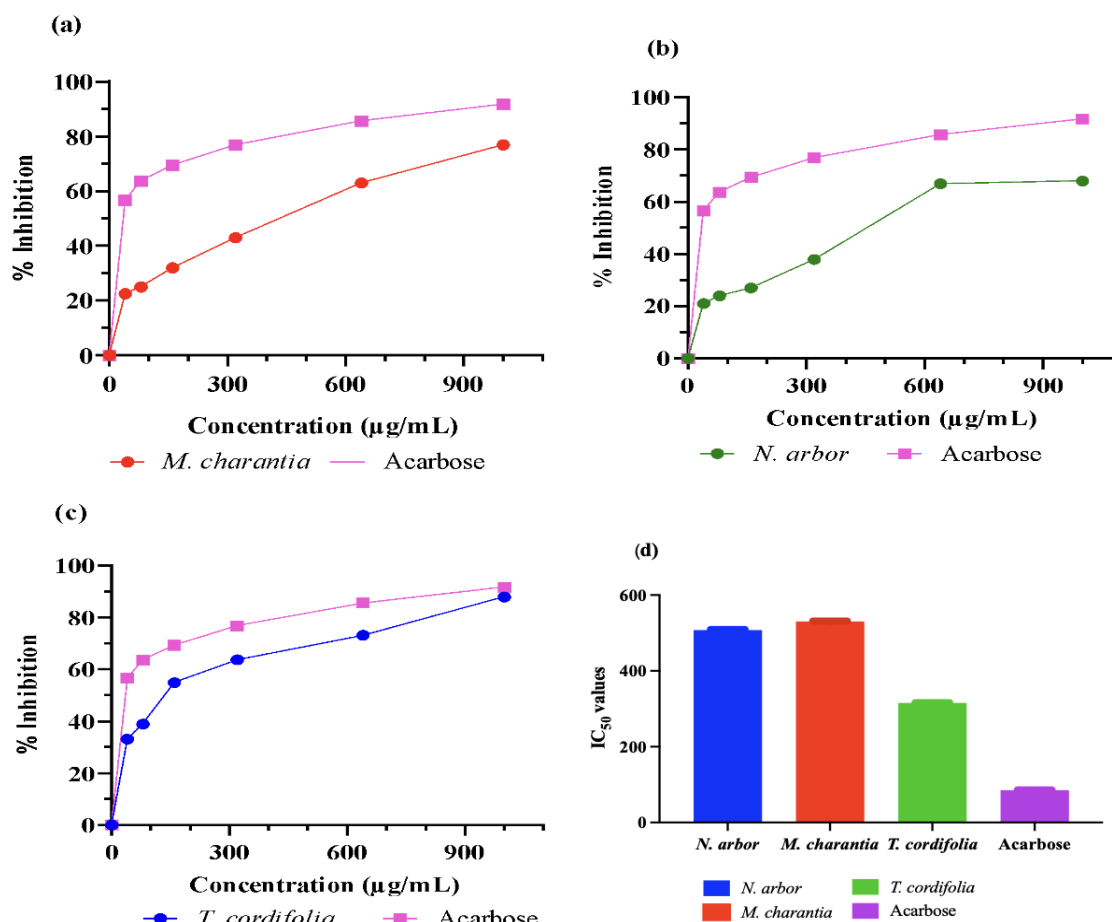 (a)
% Inhibition
100
80
60
40
20
0
0 300 600 900
Concentration (µg/mL)
M. charantia Acarbose
(b)
% Inhibition
100
80
60
40
20
0
0 300 600 900
Concentration (µg/mL)
N. arbor Acarbose
(c)
% Inhibition
100
80
60
40
20
0
0 300 600 900
Concentration (µg/mL)
T. cordifolia Acarbose
(d)
IC50 values
600
400
200
0
N. arbor M. charantia T. cordifolia Acarbose
N. arbor T. cordifolia
M. charantia Acarbose